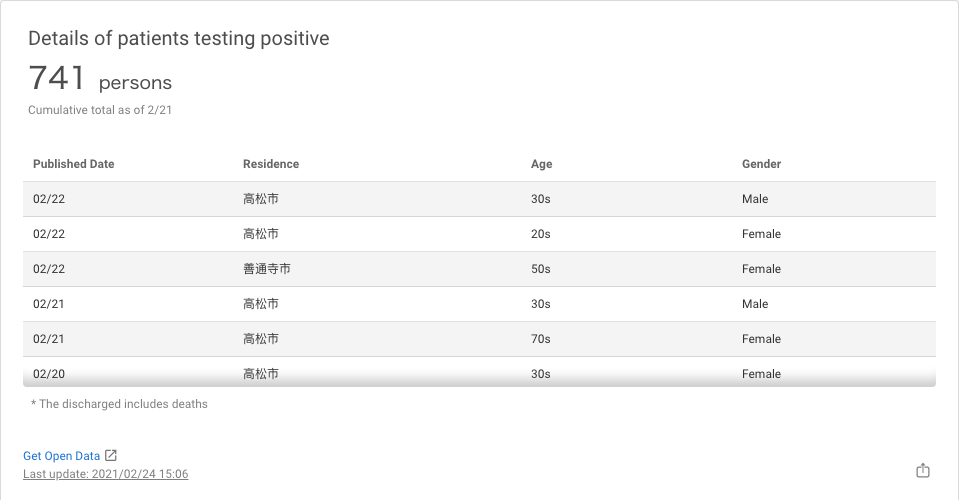 Details of patients testing positive
741 persons
Cumulative total as of 2/21
Published Date Residence Age Gender
02/22 高松市 30s Male
02/22 高松市 20s Female
02/22 善通寺市 50s Female
02/21 高松市 30s Male
02/21 高松市 70s Female
02/20 高松市 30s Female
* The discharged includes deaths
Get Open Data
Last update: 2021/02/24 15:06